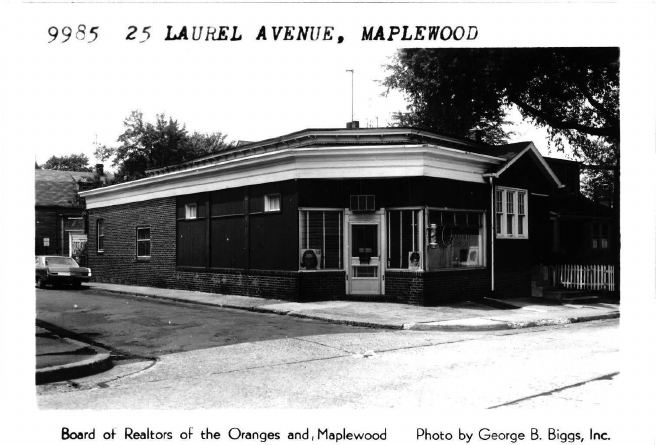 9985 25 LAUREL AVENUE, MAPLEWOOD
Board of Realtors of the Oranges and, Maplewood Photo by George B. Biggs, Inc.